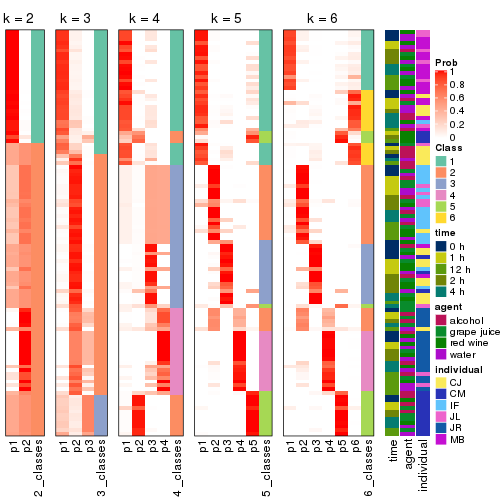 k = 2 k = 3 k = 4 k = 5 k = 6
Prob
1
0.8
0.6
0.4
0.2
0
Class
1
2
3
4
5
6
time
0 h
1 h
12 h
2 h
4 h
agent
alcohol
grape juice
red wine
water
individual
CJ
CM
IF
JL
JR
MB
p1 p2 2_classes p1 p2 p3 3_classes p1 p2 p3 p4 4_classes p1 p2 p3 p4 p5 5_classes p1 p2 p3 p4 p5 p6 6_classes time agent individual